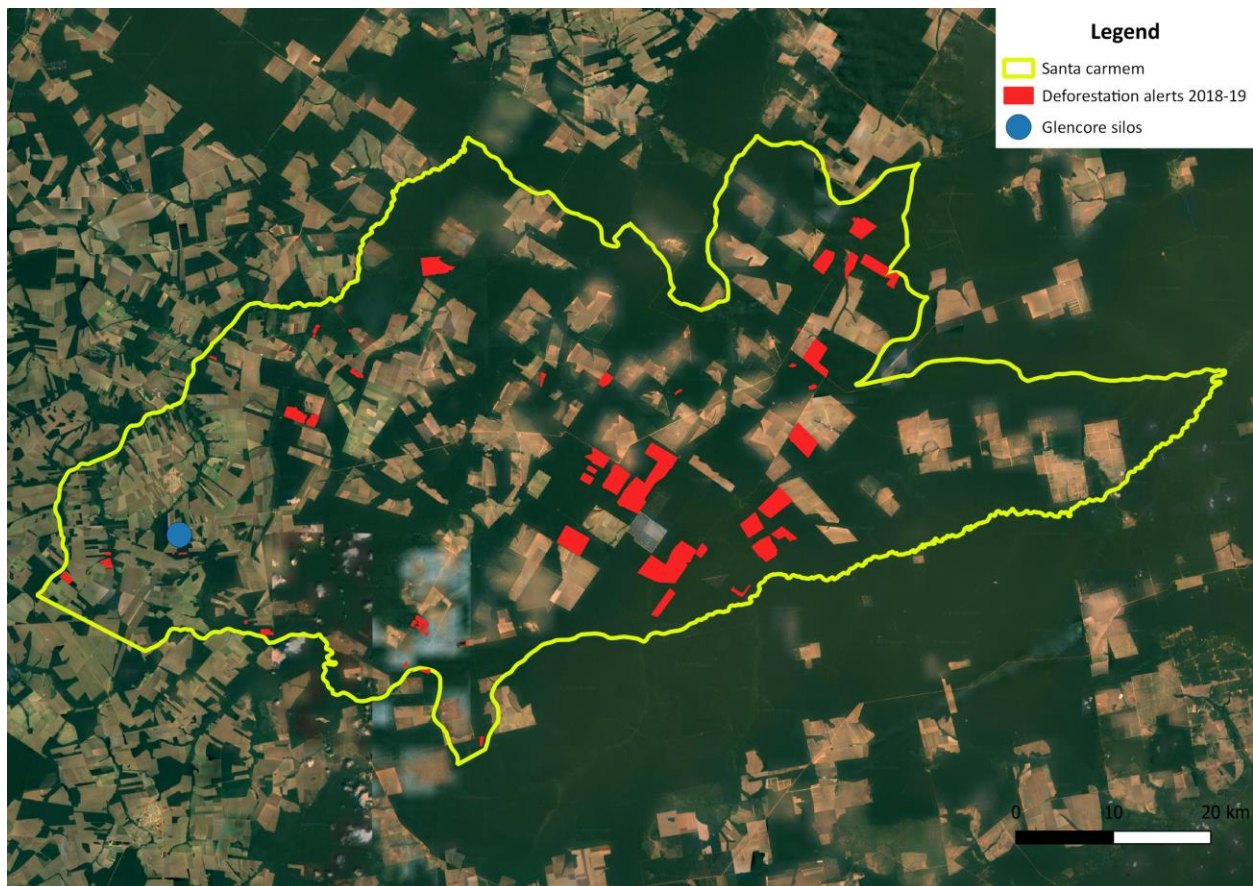 Legend
Santa carmem
Deforestation alerts 2018-19
Glencore silos
0 10 20 km